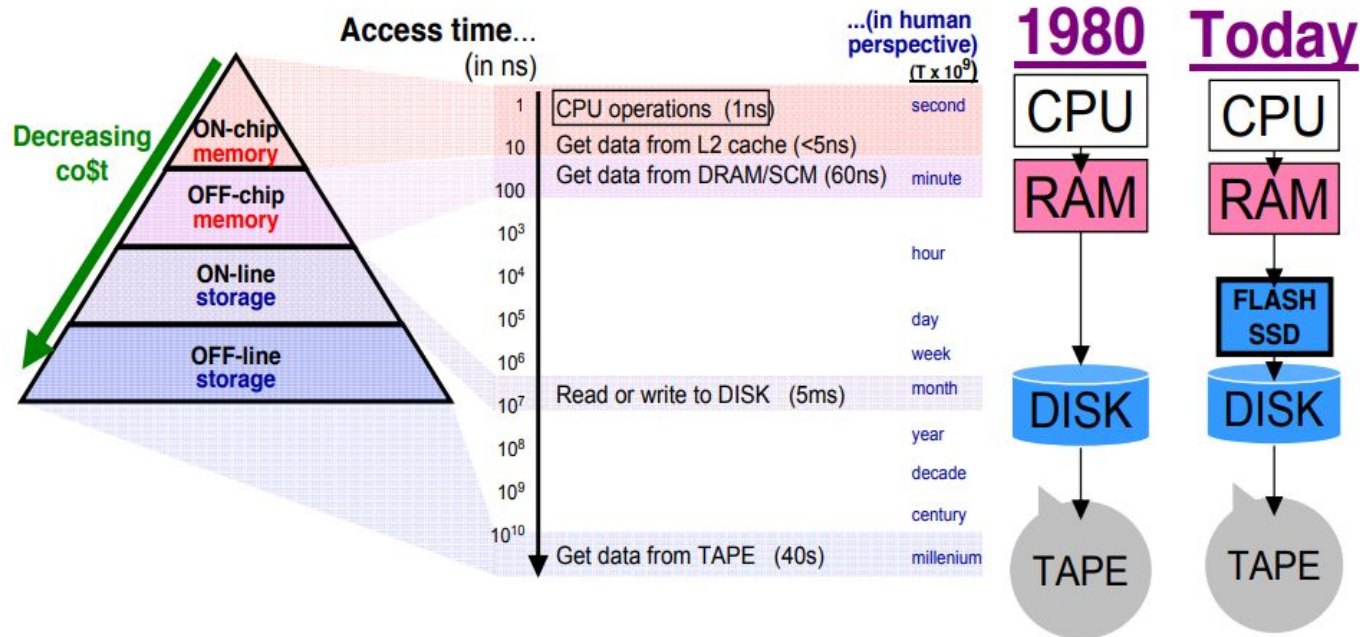 Decreasing
co$t
ON-chip
memory
OFF-chip
memory
ON-line
storage
OFF-line
storage
Access time...
(in ns)
1
10
100
10³
10⁴
10⁵
10⁶
10⁷
10⁸
10⁹
10¹⁰
CPU operations (1ns)
Get data from L2 cache (<5ns)
Get data from DRAM/SCM (60ns)
Read or write to DISK (5ms)
Get data from TAPE (40s)
...(in human
perspective)
(T x 10⁹)
second
minute
hour
day
week
month
year
decade
century
millenium
1980
CPU
RAM
DISK
TAPE
Today
CPU
RAM
FLASH
SSD
DISK
TAPE